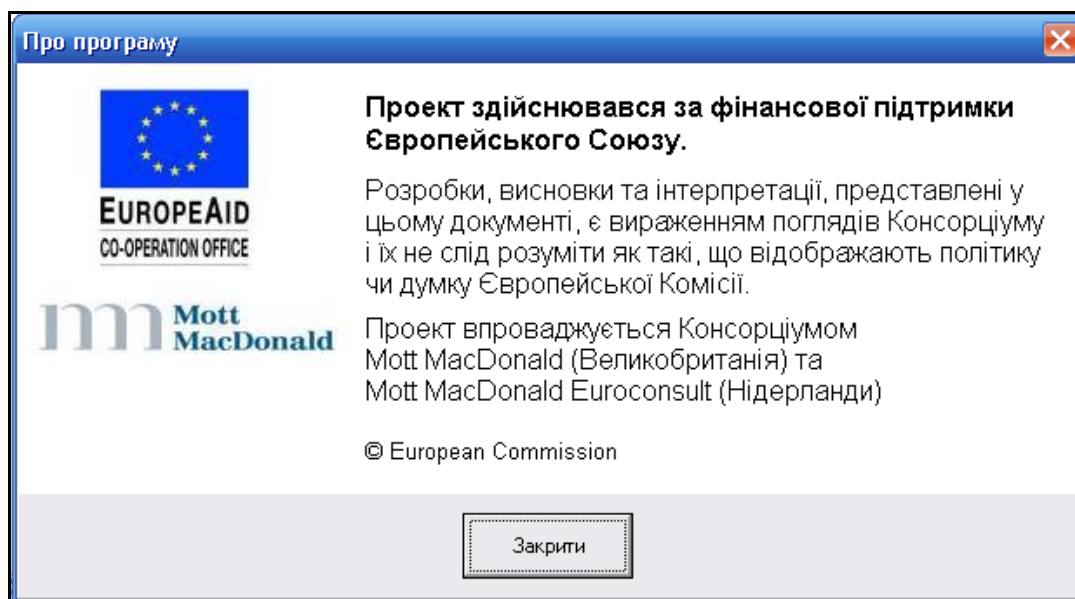 Про програму
Проект здійснювався за фінансової підтримки
Європейського Союзу.
Розробки, висновки та інтерпретації, представлені у
цьому документі, є вираженням поглядів Консорціуму
і їх не слід розуміти як такі, що відображають політику
чи думку Європейської Комісії.
Проект впроваджується Консорціумом
Mott MacDonald (Великобританія) та
Mott MacDonald Euroconsult (Нідерланди)
© European Commission
EUROPEAID
CO-OPERATION OFFICE
Mott
MacDonald
Закрити